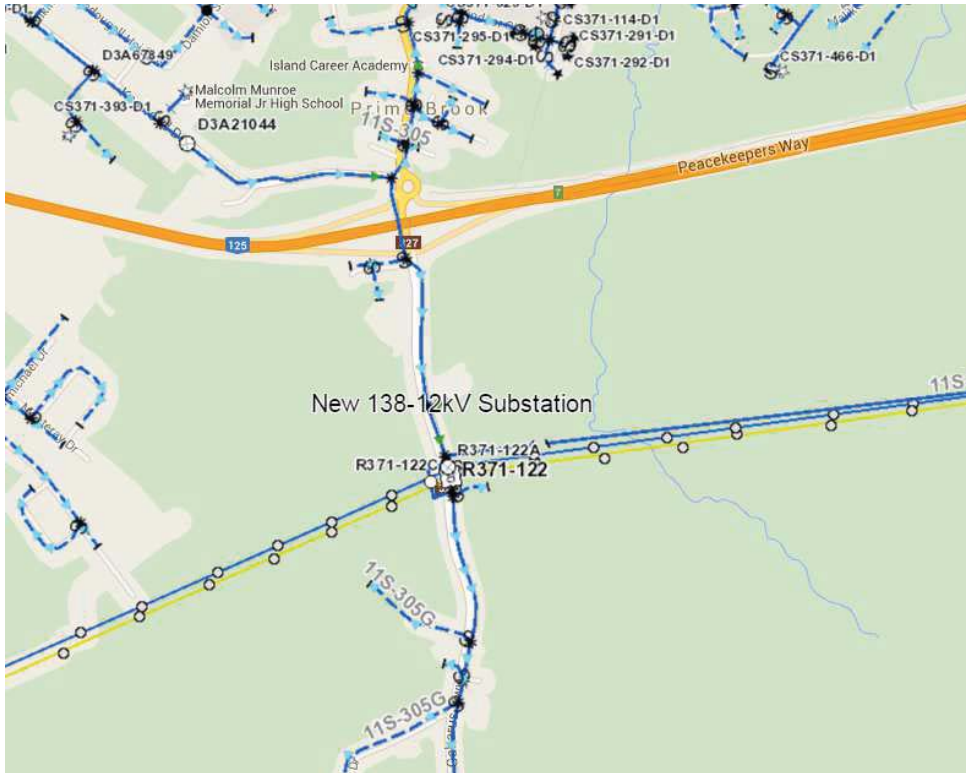 CS371-114-D1
CS371-295-D1
CS371-291-D1
D3A67849
CS371-294-D1
CS371-292-D1
CS371-466-D1
Island Career Academy
Malcolm Munroe
Memorial Jr High School
CS371-393-D1
D3A21044
Prime Brook
11S-305
Peacekeepers Way
7
125
New 138-12kV Substation
11S
R371-122A
R371-122C
R371-122
Monterey Dr
11S-305G
11S-305G